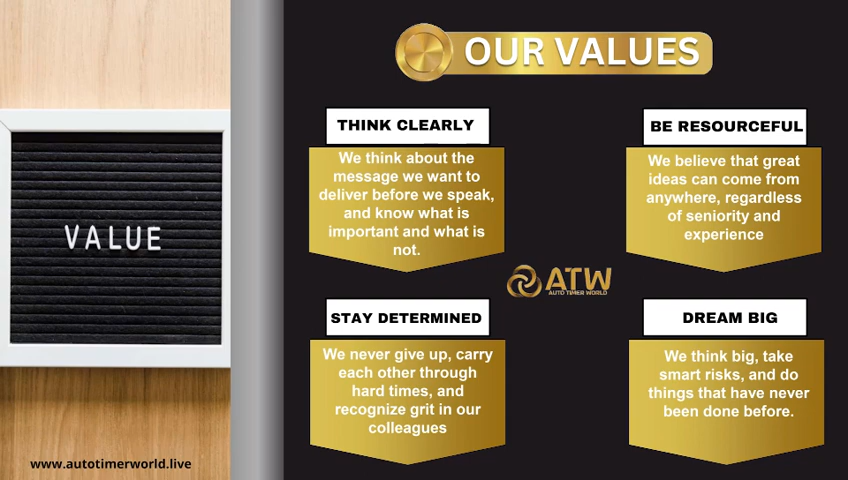 OUR VALUES
THINK CLEARLY
We think about the
message we want to
deliver before we speak,
and know what is
important and what is
not.
BE RESOURCEFUL
We believe that great
ideas can come from
anywhere, regardless
of seniority and
experience
VALUE
ATW
AUTO TIMER WORLD
STAY DETERMINED
We never give up, carry
each other through
hard times, and
recognize grit in our
colleagues
DREAM BIG
We think big, take
smart risks, and do
things that have never
been done before.
www.autotimerworld.live